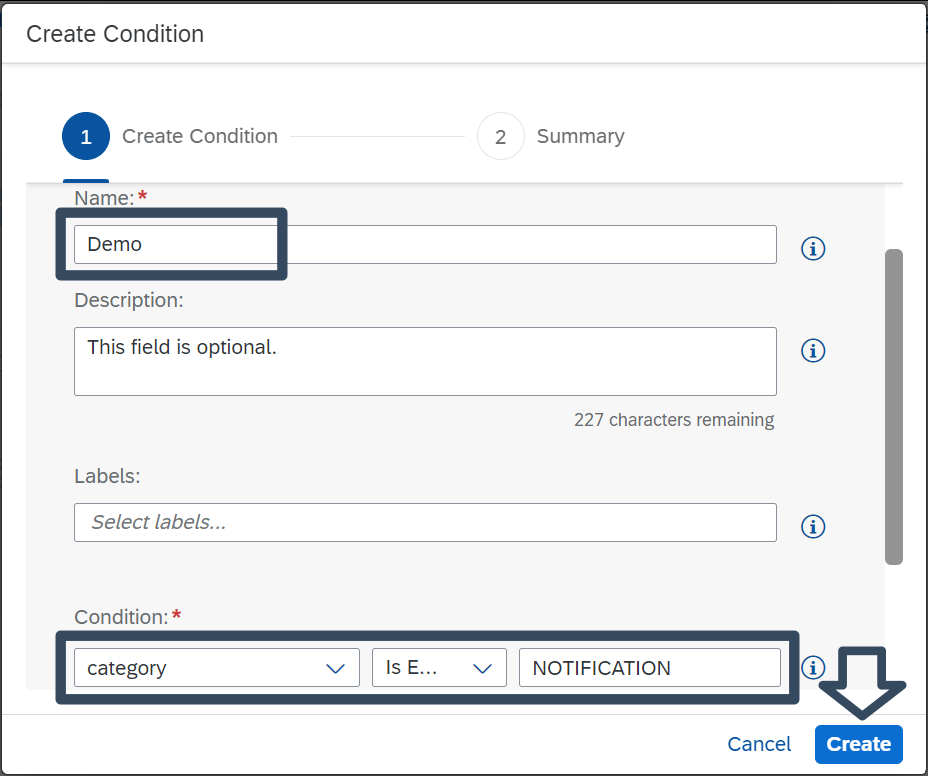 Create Condition
1 Create Condition 2 Summary
Name:*
Demo
Description:
This field is optional.
227 characters remaining
Labels:
Select labels...
Condition:*
category Is E... NOTIFICATION
Cancel Create